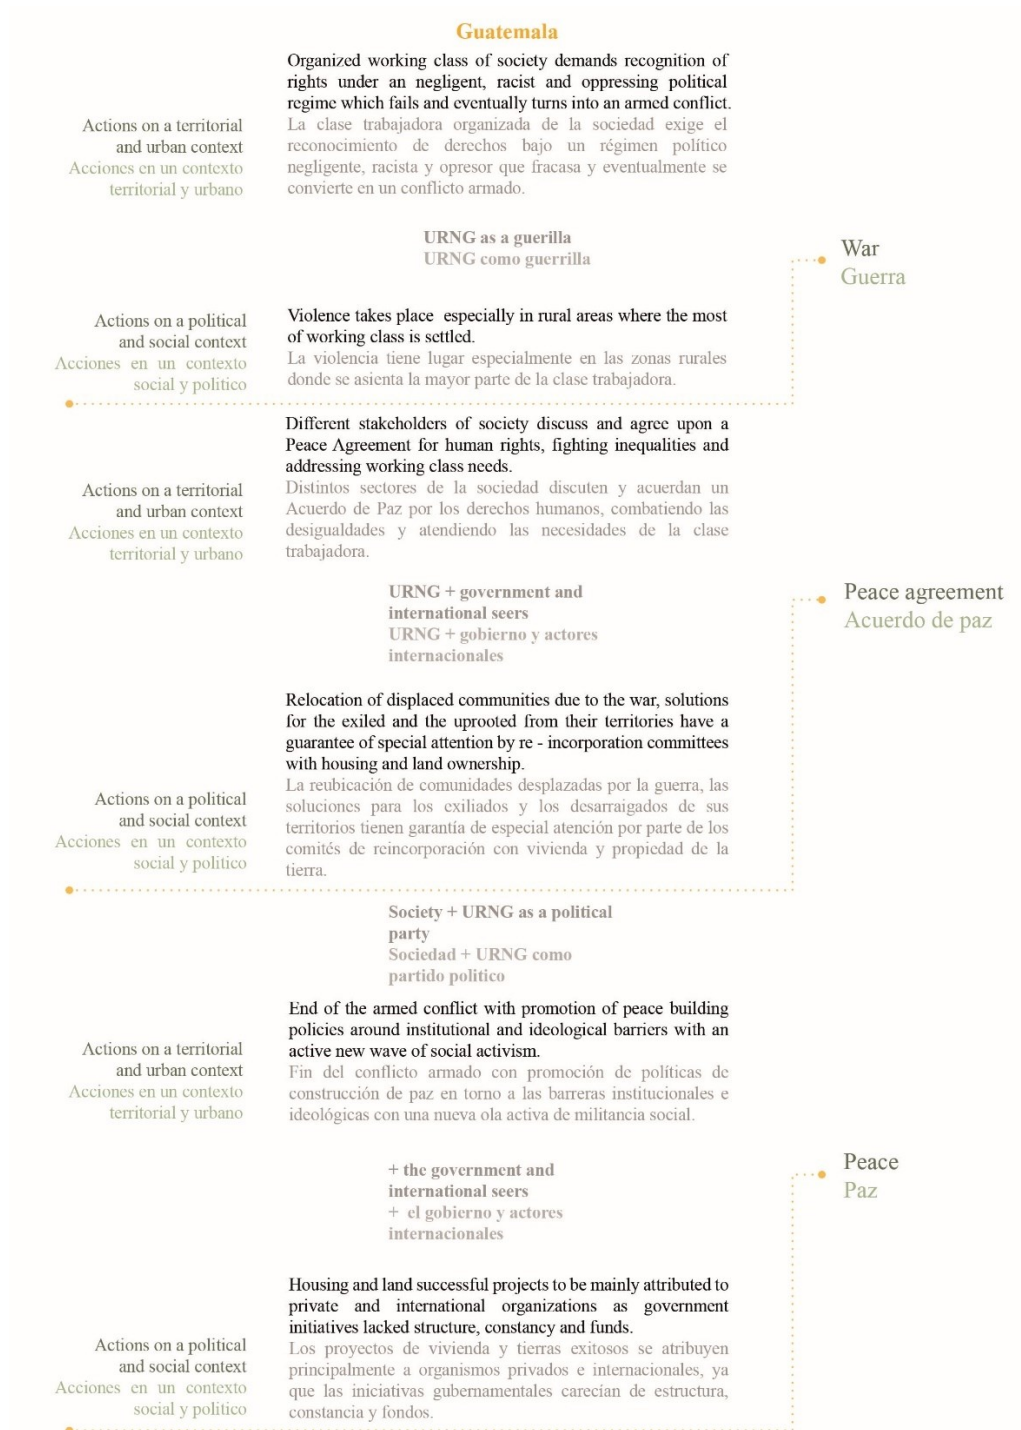 Guatemala
Organized working class of society demands recognition of
rights under an negligent, racist and oppressing political
regime which fails and eventually turns into an armed conflict.
La clase trabajadora organizada de la sociedad exige el
reconocimiento de derechos bajo un régimen político
negligente, racista y opresor que fracasa y eventualmente se
convierte en un conflicto armado.
Actions on a territorial
and urban context
Acciones en un contexto
territorial y urbano
URNG as a guerilla
URNG como guerrilla
War
Guerra
Actions on a political
and social context
Acciones en un contexto
social y politico
Violence takes place especially in rural areas where the most
of working class is settled.
La violencia tiene lugar especialmente en las zonas rurales
donde se asienta la mayor parte de la clase trabajadora.
Different stakeholders of society discuss and agree upon a
Peace Agreement for human rights, fighting inequalities and
addressing working class needs.
Distintos sectores de la sociedad discuten y acuerdan un
Acuerdo de Paz por los derechos humanos, combatiendo las
desigualdades y atendiendo las necesidades de la clase
trabajadora.
Actions on a territorial
and urban context
Acciones en un contexto
territorial y urbano
URNG + government and
international seers
URNG + gobierno y actores
internacionales
Peace agreement
Acuerdo de paz
Relocation of displaced communities due to the war, solutions
for the exiled and the uprooted from their territories have a
guarantee of special attention by re - incorporation committees
with housing and land ownership.
La reubicación de comunidades desplazadas por la guerra, las
soluciones para los exiliados y los desarraigados de sus
territorios tienen garantía de especial atención por parte de los
comités de reincorporación con vivienda y propiedad de la
tierra.
Actions on a political
and social context
Acciones en un contexto
social y politico
Society + URNG as a political
party
Sociedad + URNG como
partido politico
End of the armed conflict with promotion of peace building
policies around institutional and ideological barriers with an
active new wave of social activism.
Fin del conflicto armado con promoción de políticas de
construcción de paz en torno a las barreras institucionales e
ideológicas con una nueva ola activa de militancia social.
Actions on a territorial
and urban context
Acciones en un contexto
territorial y urbano
+ the government and
international seers
+ el gobierno y actores
internacionales
Peace
Paz
Housing and land successful projects to be mainly attributed to
private and international organizations as government
initiatives lacked structure, constancy and funds.
Los proyectos de vivienda y tierras exitosos se atribuyen
principalmente a organismos privados e internacionales, ya
que las iniciativas gubernamentales carecían de estructura,
constancia y fondos.
Actions on a political
and social context
Acciones en un contexto
social y politico